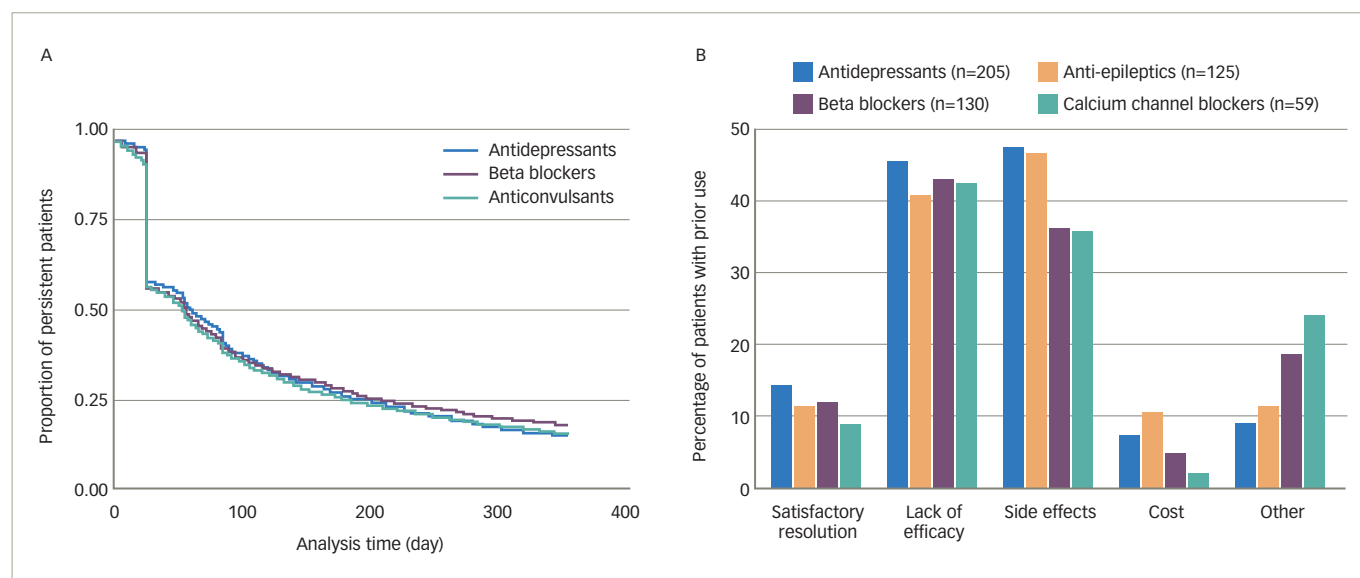 A
Proportion of persistent patients
1.00
0.75
0.50
0.25
0.00
Antidepressants
Beta blockers
Anticonvulsants
0 100 200 300 400
Analysis time (day)
B
Antidepressants (n=205) Anti-epileptics (n=125)
Beta blockers (n=130) Calcium channel blockers (n=59)
Percentage of patients with prior use
50
40
30
20
10
0
Satisfactory
resolution
Lack of
efficacy
Side effects
Cost
Other